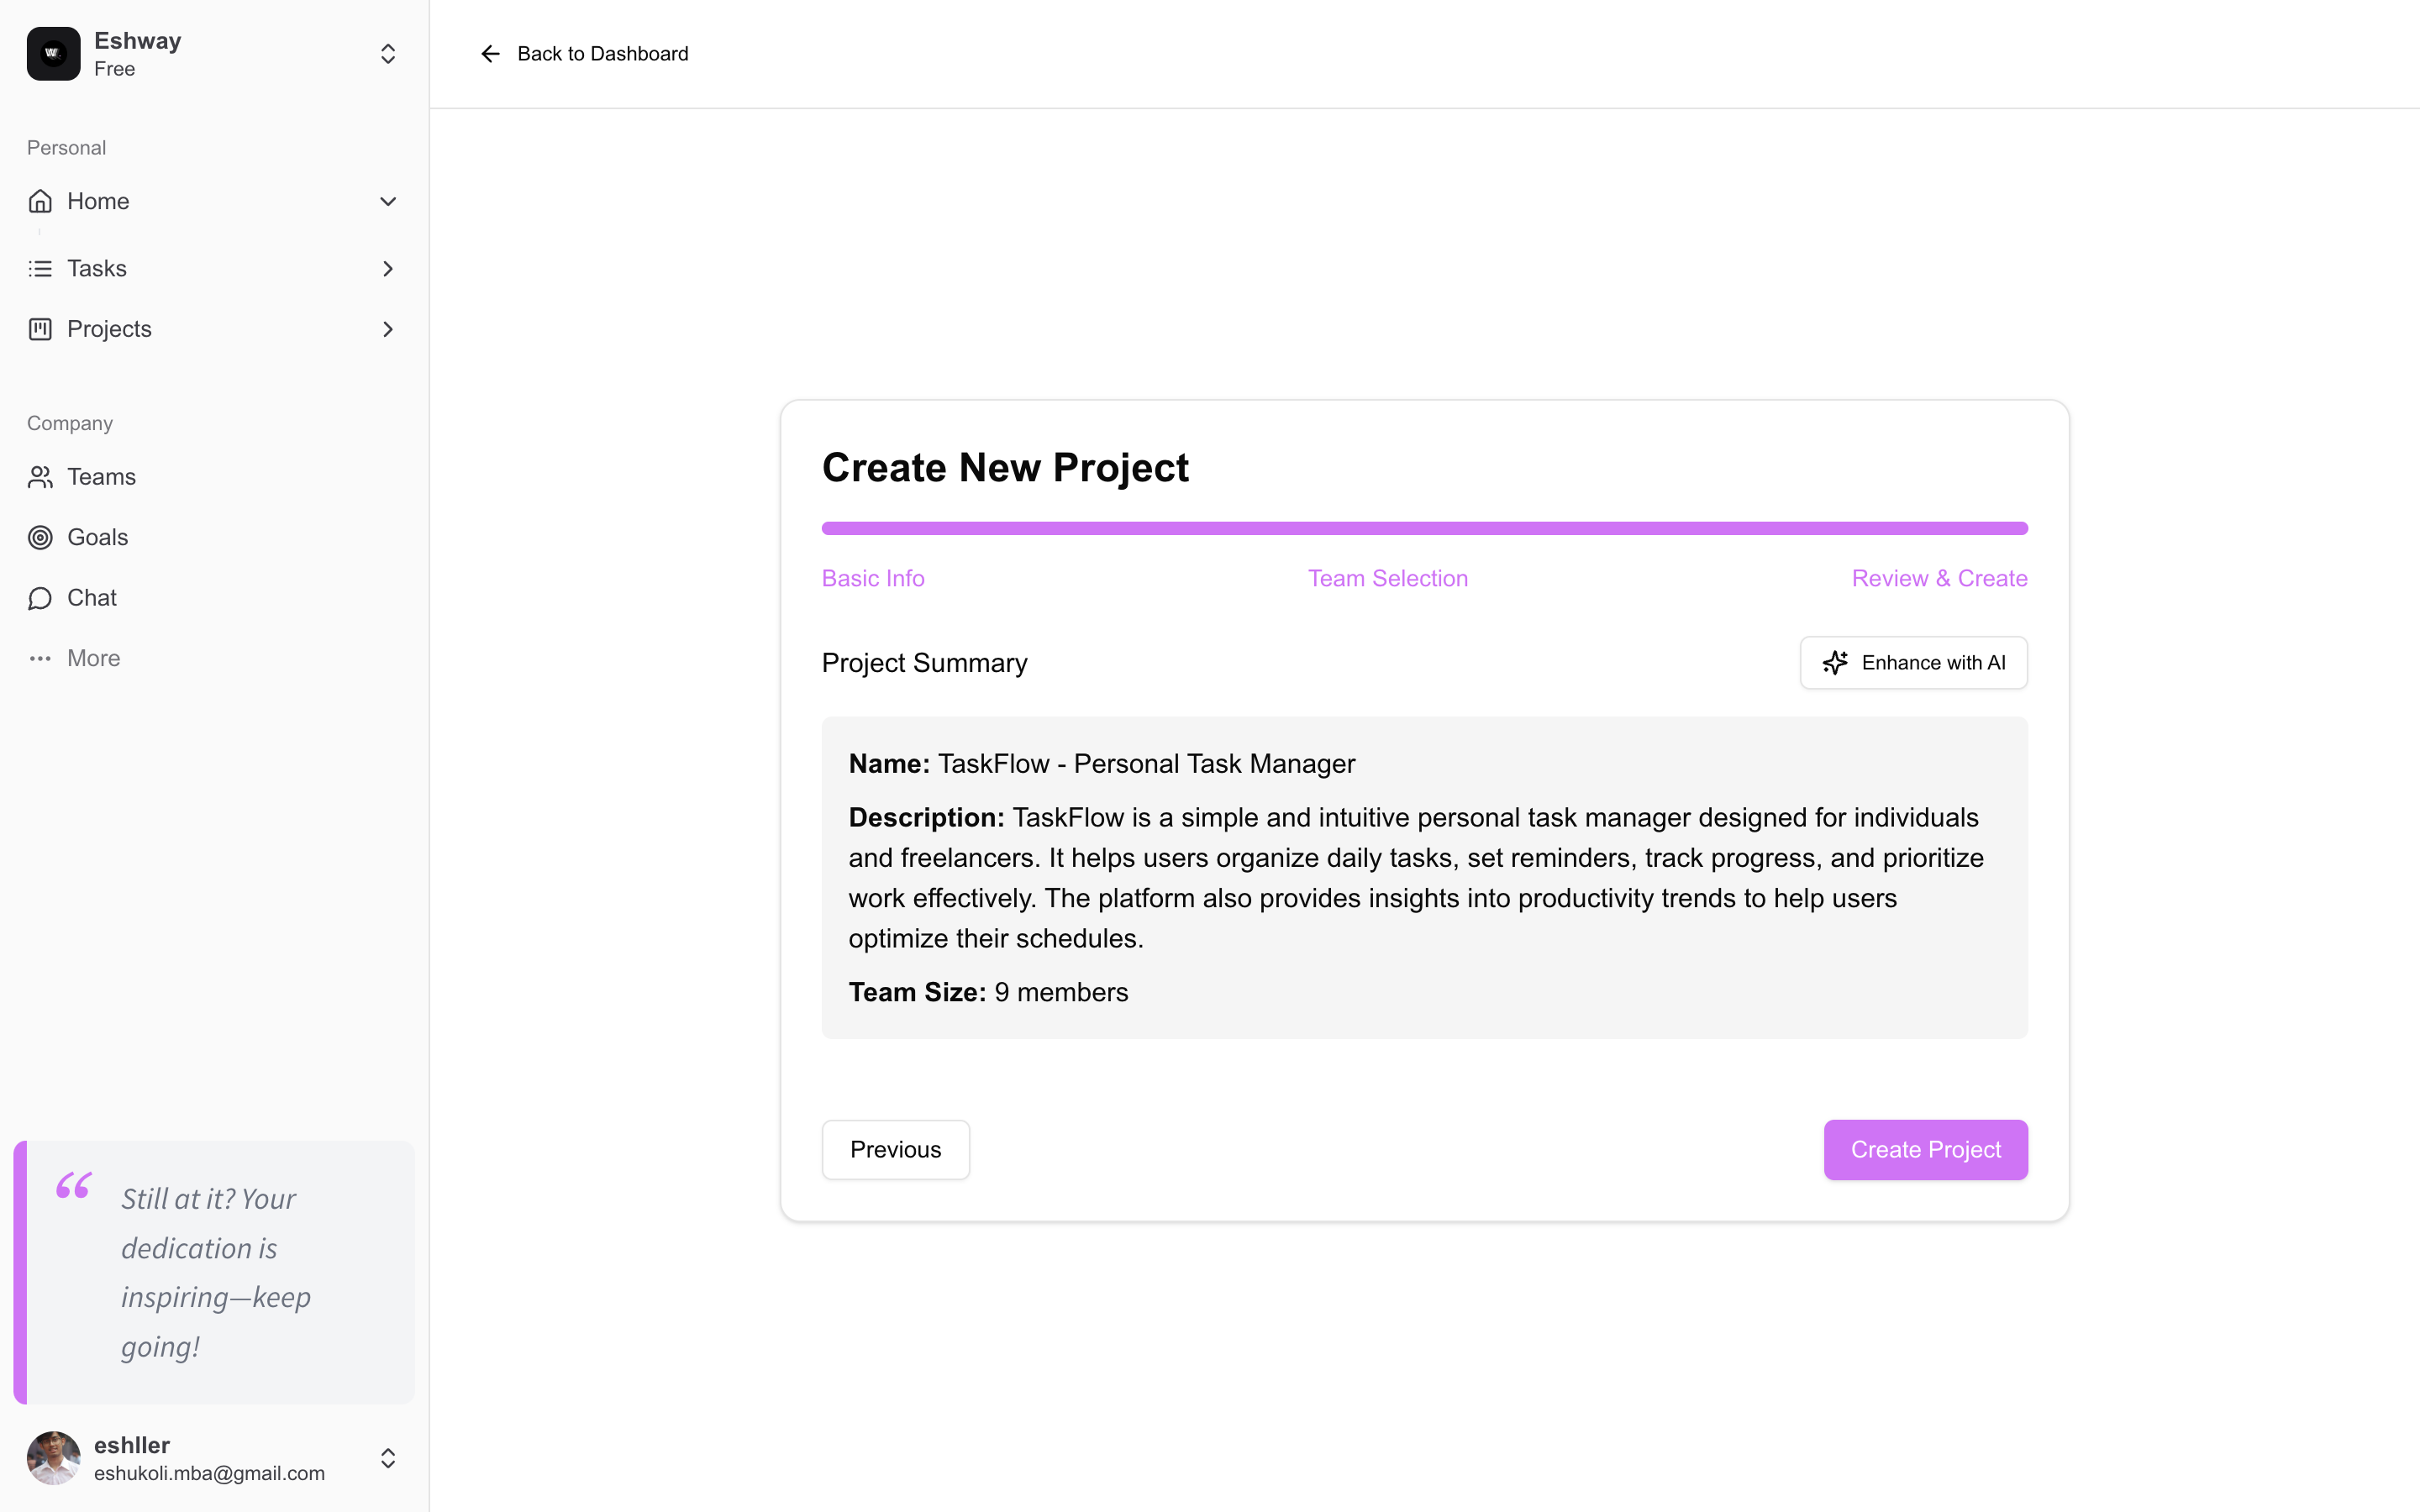 Eshway
Free
Personal
Home
Tasks
Projects
Company
Teams
Goals
Chat
More
“ Still at it? Your
dedication is
inspiring—keep
going!
eshller
eshukoli.mba@gmail.com
Back to Dashboard
Create New Project
Basic Info
Team Selection
Review & Create
Project Summary
Enhance with AI
Name: TaskFlow - Personal Task Manager
Description: TaskFlow is a simple and intuitive personal task manager designed for individuals
and freelancers. It helps users organize daily tasks, set reminders, track progress, and prioritize
work effectively. The platform also provides insights into productivity trends to help users
optimize their schedules.
Team Size: 9 members
Previous
Create Project